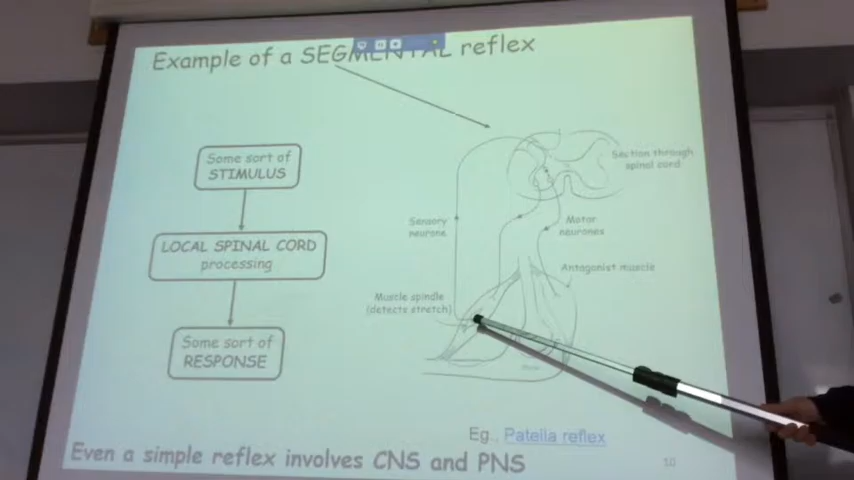 Example of a SEGMENTAL reflex
Some sort of
STIMULUS
LOCAL SPINAL CORD
processing
Some sort of
RESPONSE
Section through
spinal cord
Sensory
neurone
Motor
neurones
Antagonist muscle
Muscle spindle
(detects stretch)
Eg., Patella reflex
Even a simple reflex involves CNS and PNS
10